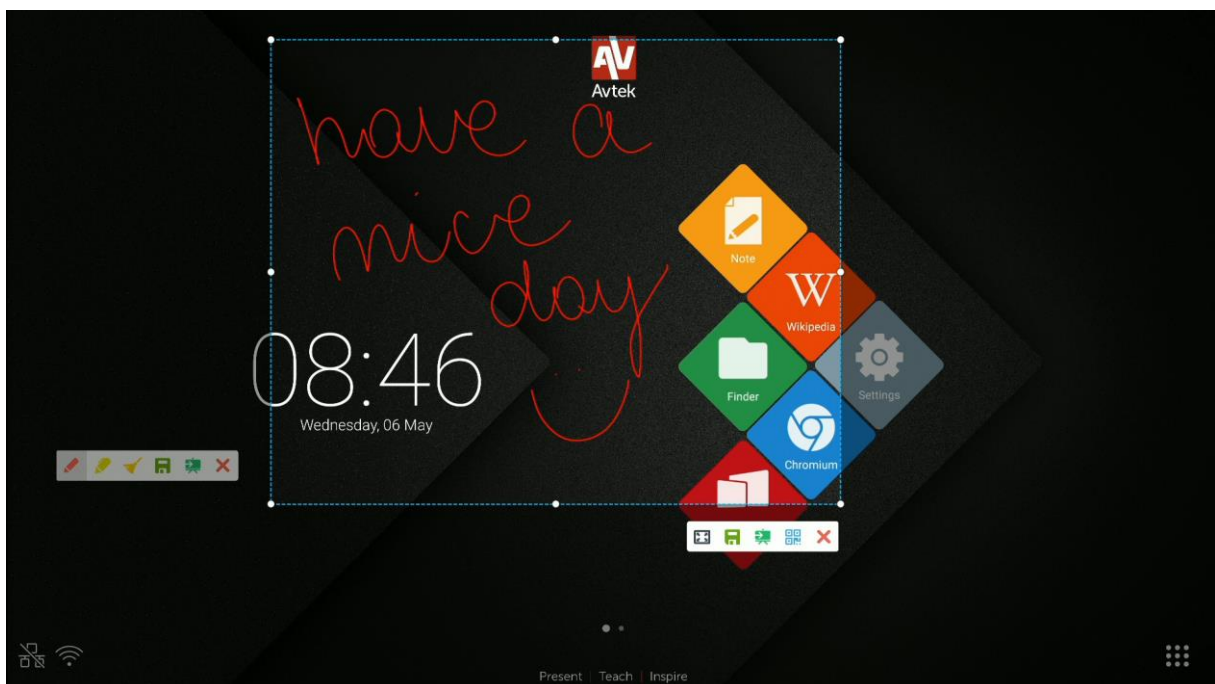 AV
Avtek
have a
nice
day
Note
Wikipedia
Finder
Settings
Chromium
08:46
Wednesday, 06 May
Present | Teach | Inspire